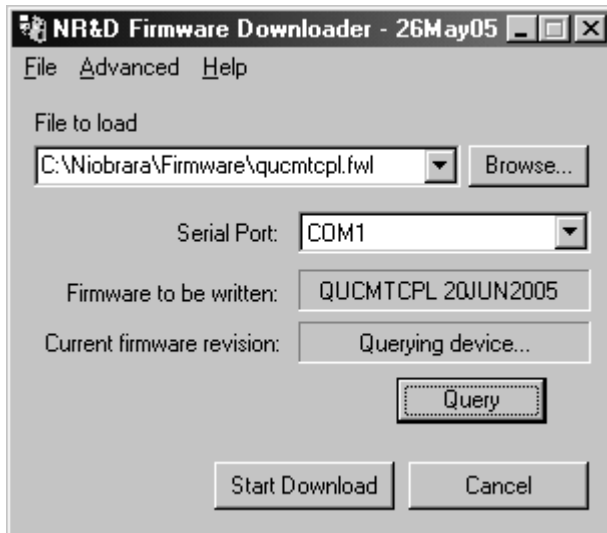 NR&D Firmware Downloader - 26May05
File Advanced Help
File to load
C:\Niobrara\Firmware\qucmtcpl.fwl Browse...
Serial Port: COM1
Firmware to be written: QUCMTCPL 20JUN2005
Current firmware revision: Querying device...
Query
Start Download Cancel